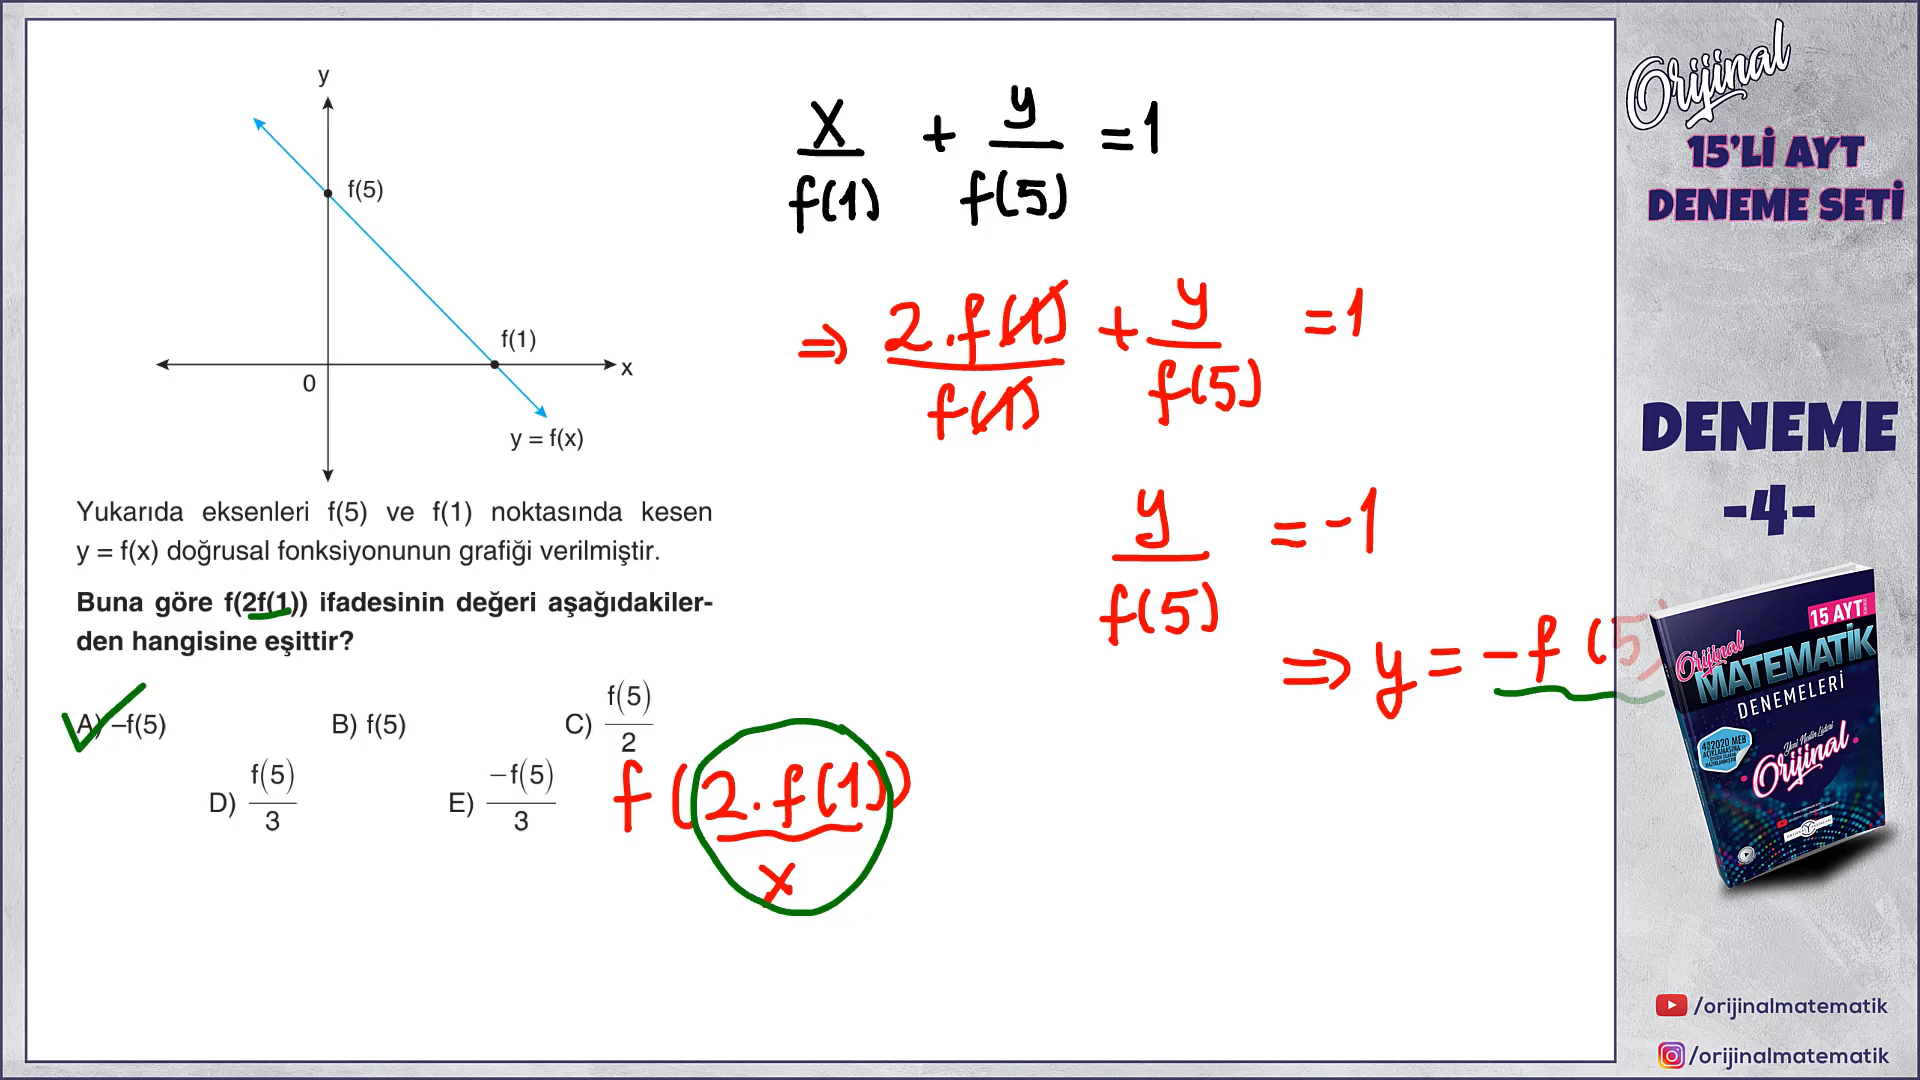 y
f(5)
f(1)
0
x
y = f(x)
Yukarıda eksenleri f(5) ve f(1) noktasında kesen
y = f(x) doğrusal fonksiyonunun grafiği verilmiştir.
Buna göre f(2f(1)) ifadesinin değeri aşağıdakiler-
den hangisine eşittir?
A) –f(5) B) f(5) C) f(5)/2
D) f(5)/3 E) –f(5)/3
f(2.f(1))
x
x/f(1) + y/f(5) = 1
⇒ 2.f(1)/f(1) + y/f(5) = 1
y/f(5) = -1
⇒ y = -f(5)
Orijinal
15'Lİ AYT
DENEME SETİ
DENEME
-4-
15 AYT
Orijinal
MATEMATİK
DENEMELERİ
Orijinal
/orijinalmatematik
/orijinalmatematik